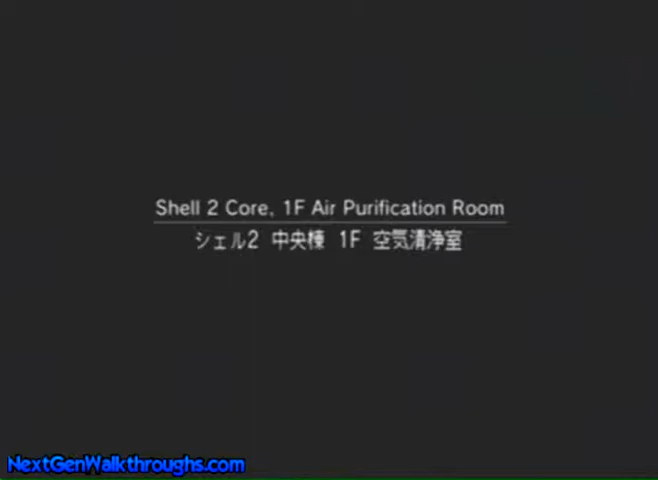 Shell 2 Core, 1F Air Purification Room
シェル2 中央棟 1F 空気清浄室
NextGenWalkthroughs.com